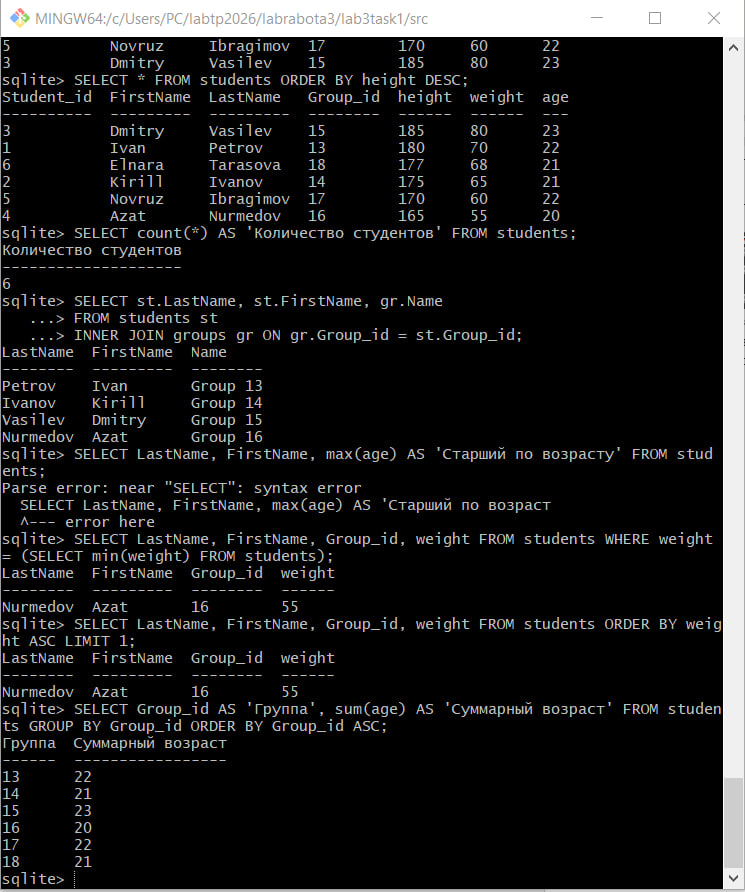 MINGW64:/c/Users/PC/labtp2026/labrabota3/lab3task1/src
5           Novruz     Ibragimov  17        170     60      22
3           Dmitry     Vasilev    15        185     80      23
sqlite> SELECT * FROM students ORDER BY height DESC;
Student_id  FirstName  LastName   Group_id  height  weight  age
----------  ---------  ---------  --------  ------  ------  ---
3           Dmitry     Vasilev    15        185     80      23
1           Ivan       Petrov     13        180     70      22
6           Elnara     Tarasova   18        177     68      21
2           Kirill     Ivanov     14        175     65      21
5           Novruz     Ibragimov  17        170     60      22
4           Azat       Nurmedov   16        165     55      20
sqlite> SELECT count(*) AS 'Количество студентов' FROM students;
Количество студентов
--------------------
6
sqlite> SELECT st.LastName, st.FirstName, gr.Name
   ...> FROM students st
   ...> INNER JOIN groups gr ON gr.Group_id = st.Group_id;
LastName  FirstName  Name
--------  ---------  --------
Petrov    Ivan       Group 13
Ivanov    Kirill     Group 14
Vasilev   Dmitry     Group 15
Nurmedov  Azat       Group 16
sqlite> SELECT LastName, FirstName, max(age) AS 'Старший по возрасту' FROM stud
ents;
Parse error: near "SELECT": syntax error
  SELECT LastName, FirstName, max(age) AS 'Старший по возраст
  ^--- error here
sqlite> SELECT LastName, FirstName, Group_id, weight FROM students WHERE weight
= (SELECT min(weight) FROM students);
LastName  FirstName  Group_id  weight
--------  ---------  --------  ------
Nurmedov  Azat       16        55
sqlite> SELECT LastName, FirstName, Group_id, weight FROM students ORDER BY weig
ht ASC LIMIT 1;
LastName  FirstName  Group_id  weight
--------  ---------  --------  ------
Nurmedov  Azat       16        55
sqlite> SELECT Group_id AS 'Группа', sum(age) AS 'Суммарный возраст' FROM studen
ts GROUP BY Group_id ORDER BY Group_id ASC;
Группа  Суммарный возраст
------  -----------------
13      22
14      21
15      23
16      20
17      22
18      21
sqlite>